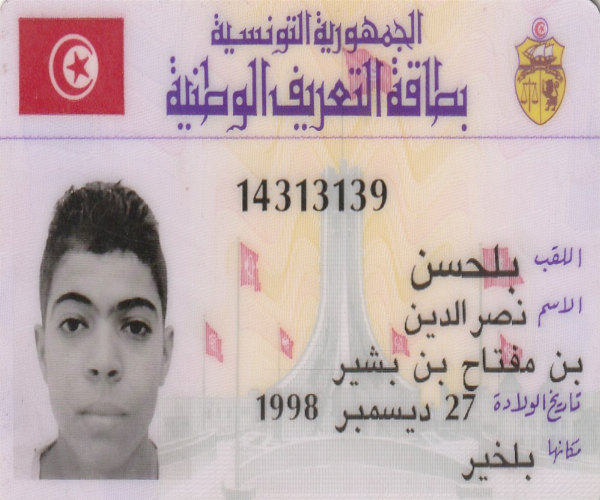 الجمهورية التونسية
بطاقة التعريف الوطنية
14313139
اللقب بلحسن
الاسم نصر الدين
بن مفتاح بن بشير
تاريخ الولادة 27 ديسمبر 1998
مكانها بلخير